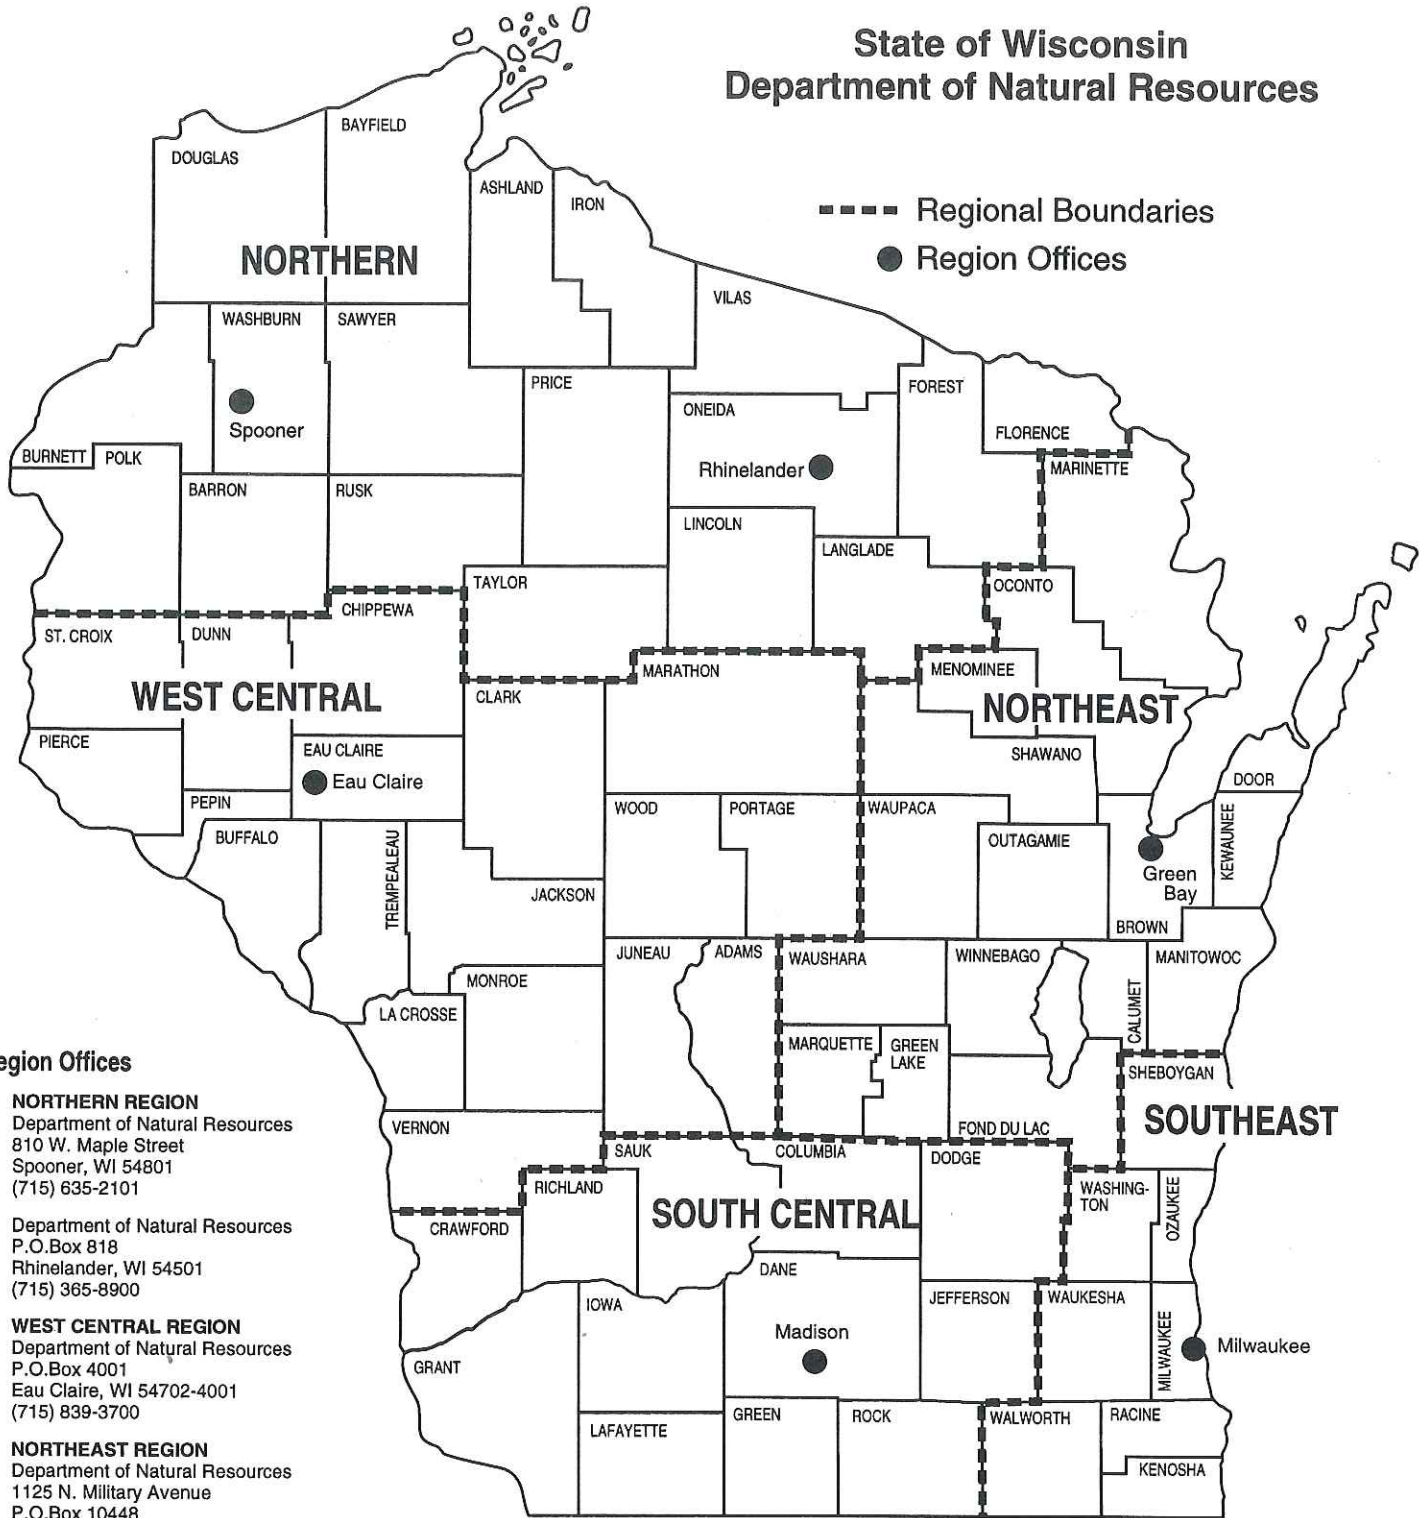 State of Wisconsin
Department of Natural Resources
Regional Boundaries
Region Offices
BAYFIELD
DOUGLAS
ASHLAND
IRON
NORTHERN
VILAS
WASHBURN
SAWYER
PRICE
FOREST
ONEIDA
Spooner
FLORENCE
BURNETT
POLK
Rhinelander
MARINETTE
BARRON
RUSK
LINCOLN
LANGLADE
TAYLOR
OCONTO
CHIPPEWA
ST. CROIX
DUNN
MARATHON
MENOMINEE
WEST CENTRAL
CLARK
NORTHEAST
PIERCE
EAU CLAIRE
SHAWANO
Eau Claire
DOOR
PEPIN
WOOD
PORTAGE
WAUPACA
BUFFALO
TREMPEALEAU
OUTAGAMIE
KEWAUNEE
Green
Bay
JACKSON
BROWN
JUNEAU
ADAMS
WAUSHARA
WINNEBAGO
MANITOWOC
MONROE
LA CROSSE
CALUMET
MARQUETTE
GREEN
LAKE
SHEBOYGAN
VERNON
FOND DU LAC
SOUTHEAST
SAUK
COLUMBIA
DODGE
RICHLAND
WASHING-
TON
OZAUKEE
CRAWFORD
SOUTH CENTRAL
DANE
IOWA
JEFFERSON
WAUKESHA
Madison
MILWAUKEE
Milwaukee
GRANT
GREEN
ROCK
WALWORTH
RACINE
LAFAYETTE
KENOSHA
egion Offices
NORTHERN REGION
Department of Natural Resources
810 W. Maple Street
Spooner, WI 54801
(715) 635-2101
Department of Natural Resources
P.O.Box 818
Rhinelander, WI 54501
(715) 365-8900
WEST CENTRAL REGION
Department of Natural Resources
P.O.Box 4001
Eau Claire, WI 54702-4001
(715) 839-3700
NORTHEAST REGION
Department of Natural Resources
1125 N. Military Avenue
P.O.Box 10448